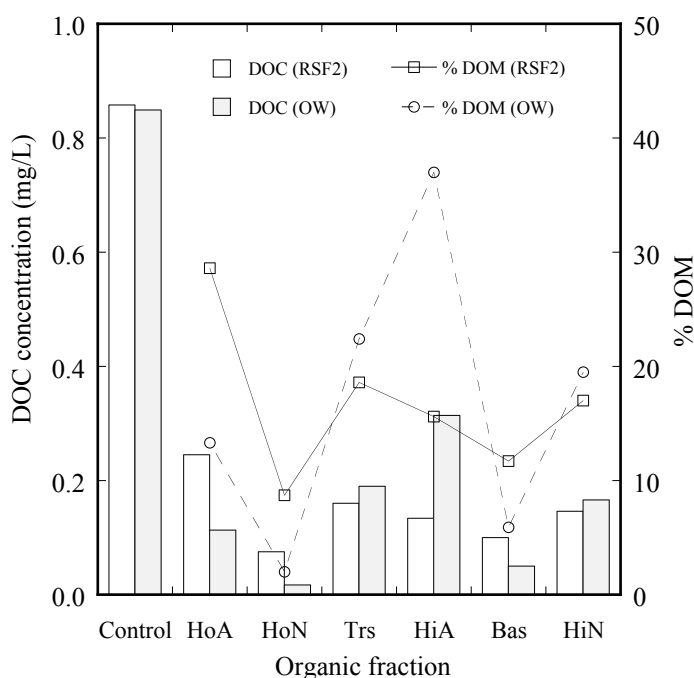 1.0
0.8
0.6
0.4
0.2
0.0
DOC concentration (mg/L)
DOC (RSF2)
% DOM (RSF2)
DOC (OW)
% DOM (OW)
50
40
30
20
10
0
% DOM
Control HoA HoN Trs HiA Bas HiN
Organic fraction